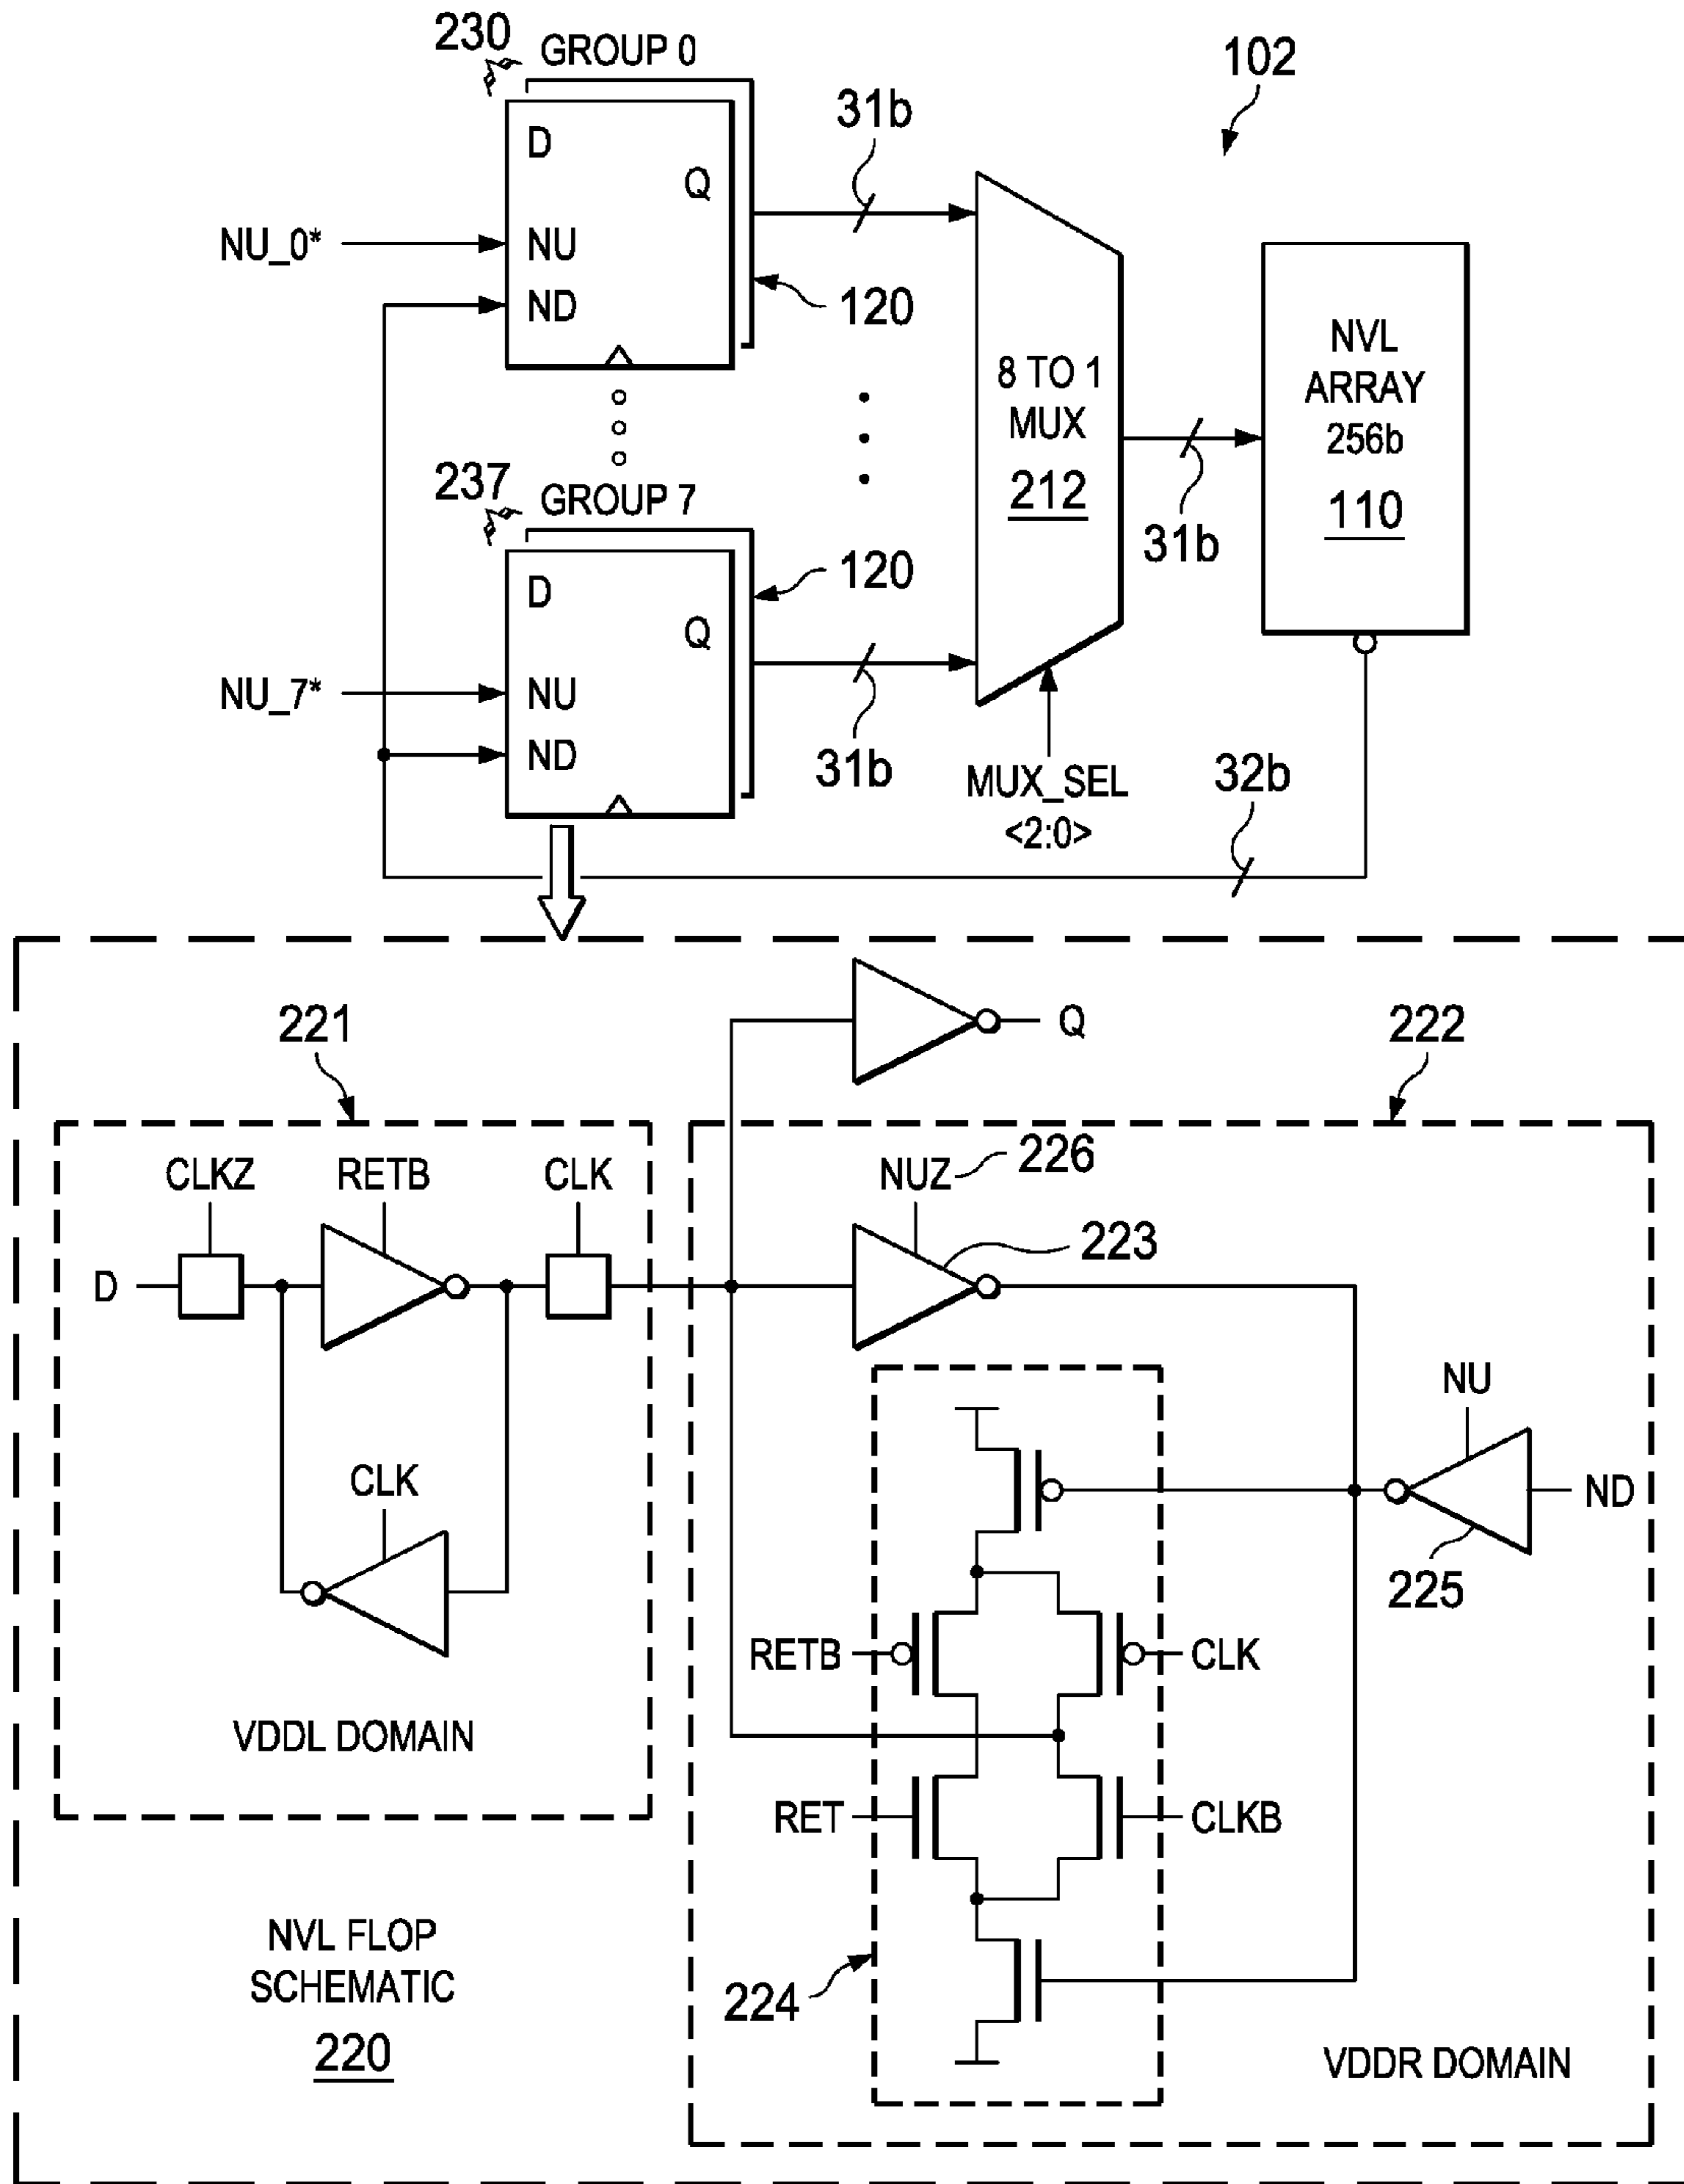 230
GROUP 0
102
31b
D
Q
NU_0*
NU
ND
120
8 TO 1
MUX
212
NVL
ARRAY
256b
110
31b
237
GROUP 7
120
D
Q
NU_7*
NU
ND
31b
MUX_SEL
<2:0>
32b
221
Q
222
CLKZ
RETB
CLK
NUZ
226
D
223
NU
CLK
ND
225
RETB
CLK
VDDL DOMAIN
RET
CLKB
NVL FLOP
SCHEMATIC
220
224
VDDR DOMAIN